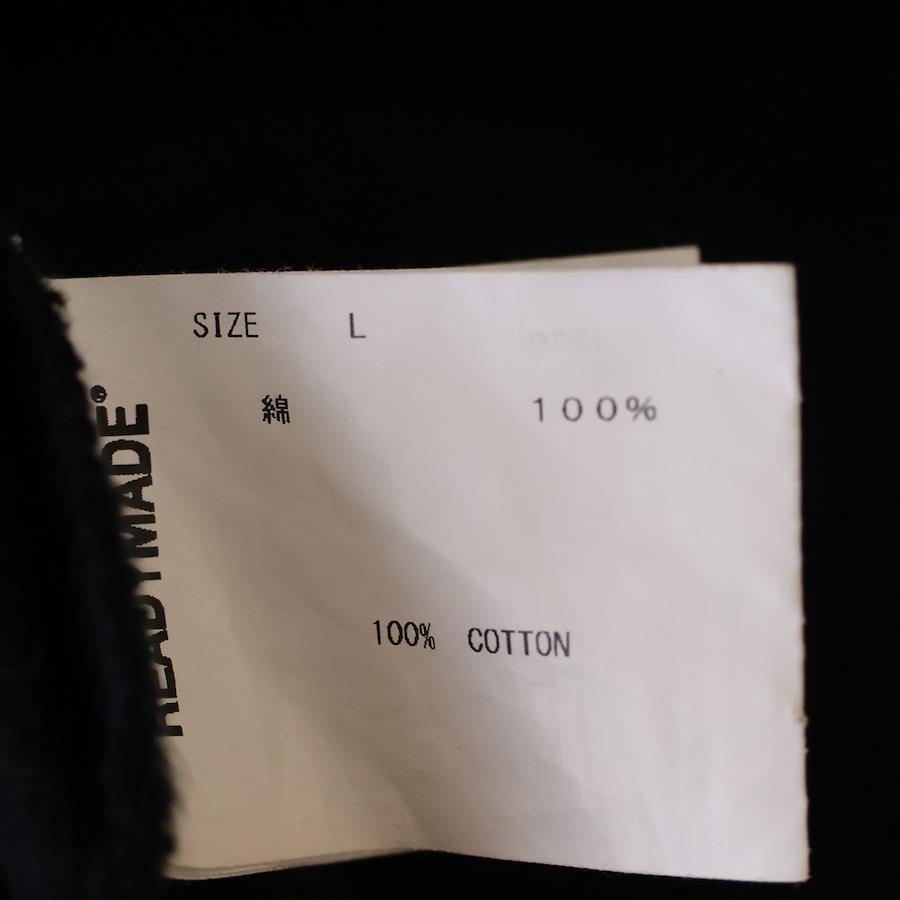 SIZE L
綿 １００％
100% COTTON
READYMADE®